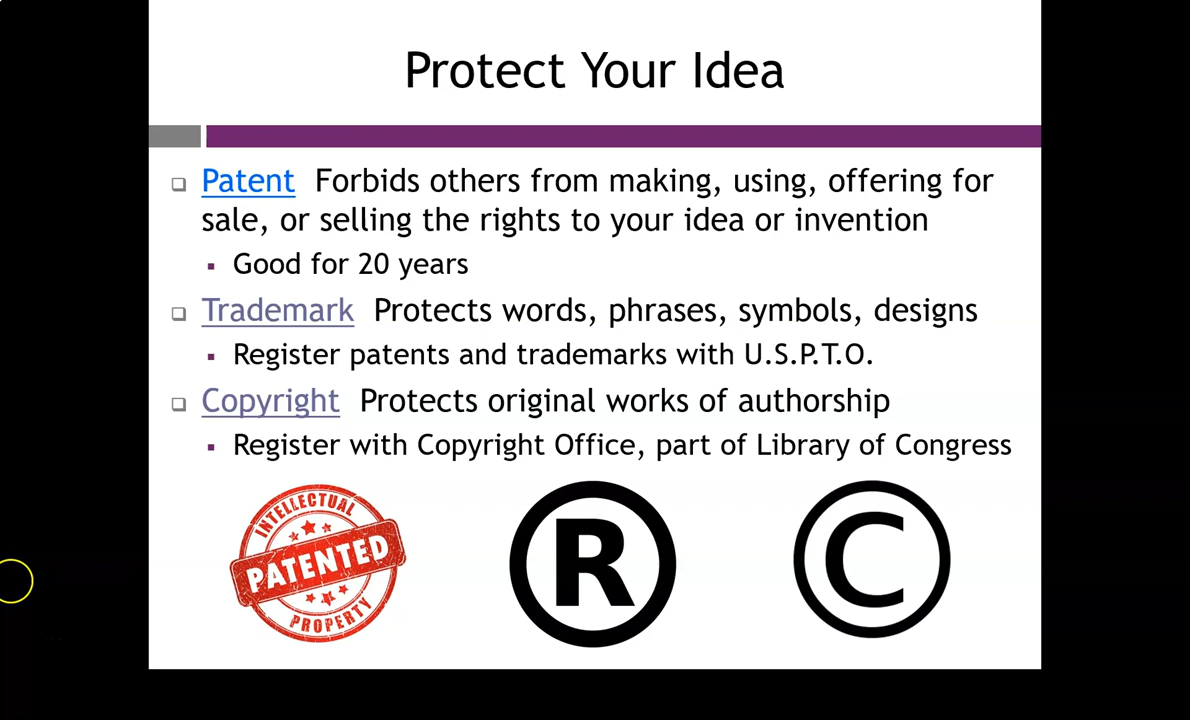 Protect Your Idea
Patent Forbids others from making, using, offering for
sale, or selling the rights to your idea or invention
Good for 20 years
Trademark Protects words, phrases, symbols, designs
Register patents and trademarks with U.S.P.T.O.
Copyright Protects original works of authorship
Register with Copyright Office, part of Library of Congress
INTELLECTUAL
PATENTED
PROPERTY
®
©